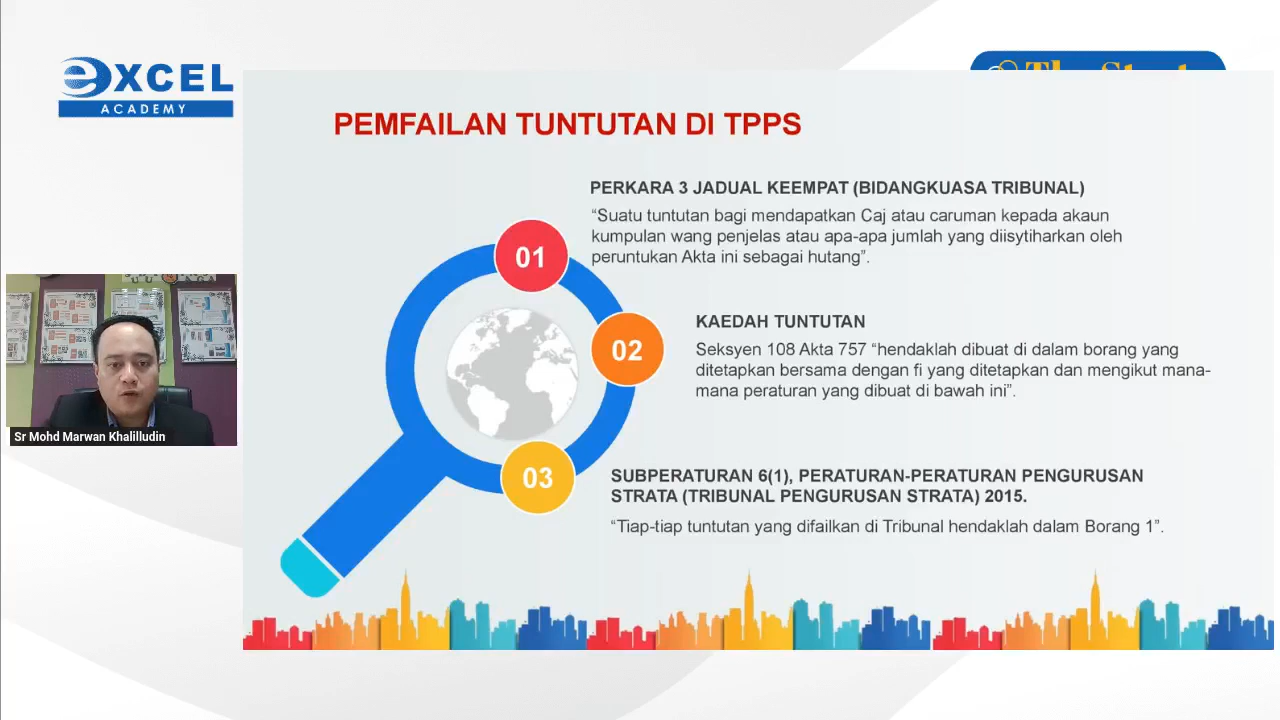 eXCEL
ACADEMY
The Strata
PEMFAILAN TUNTUTAN DI TPPS
PERKARA 3 JADUAL KEEMPAT (BIDANGKUASA TRIBUNAL)
“Suatu tuntutan bagi mendapatkan Caj atau caruman kepada akaun
kumpulan wang penjelas atau apa-apa jumlah yang diisytiharkan oleh
peruntukan Akta ini sebagai hutang”.
01
KAEDAH TUNTUTAN
02
Seksyen 108 Akta 757 “hendaklah dibuat di dalam borang yang
ditetapkan bersama dengan fi yang ditetapkan dan mengikut mana-
mana peraturan yang dibuat di bawah ini”.
Sr Mohd Marwan Khalilludin
03
SUBPERATURAN 6(1), PERATURAN-PERATURAN PENGURUSAN
STRATA (TRIBUNAL PENGURUSAN STRATA) 2015.
“Tiap-tiap tuntutan yang difailkan di Tribunal hendaklah dalam Borang 1”.